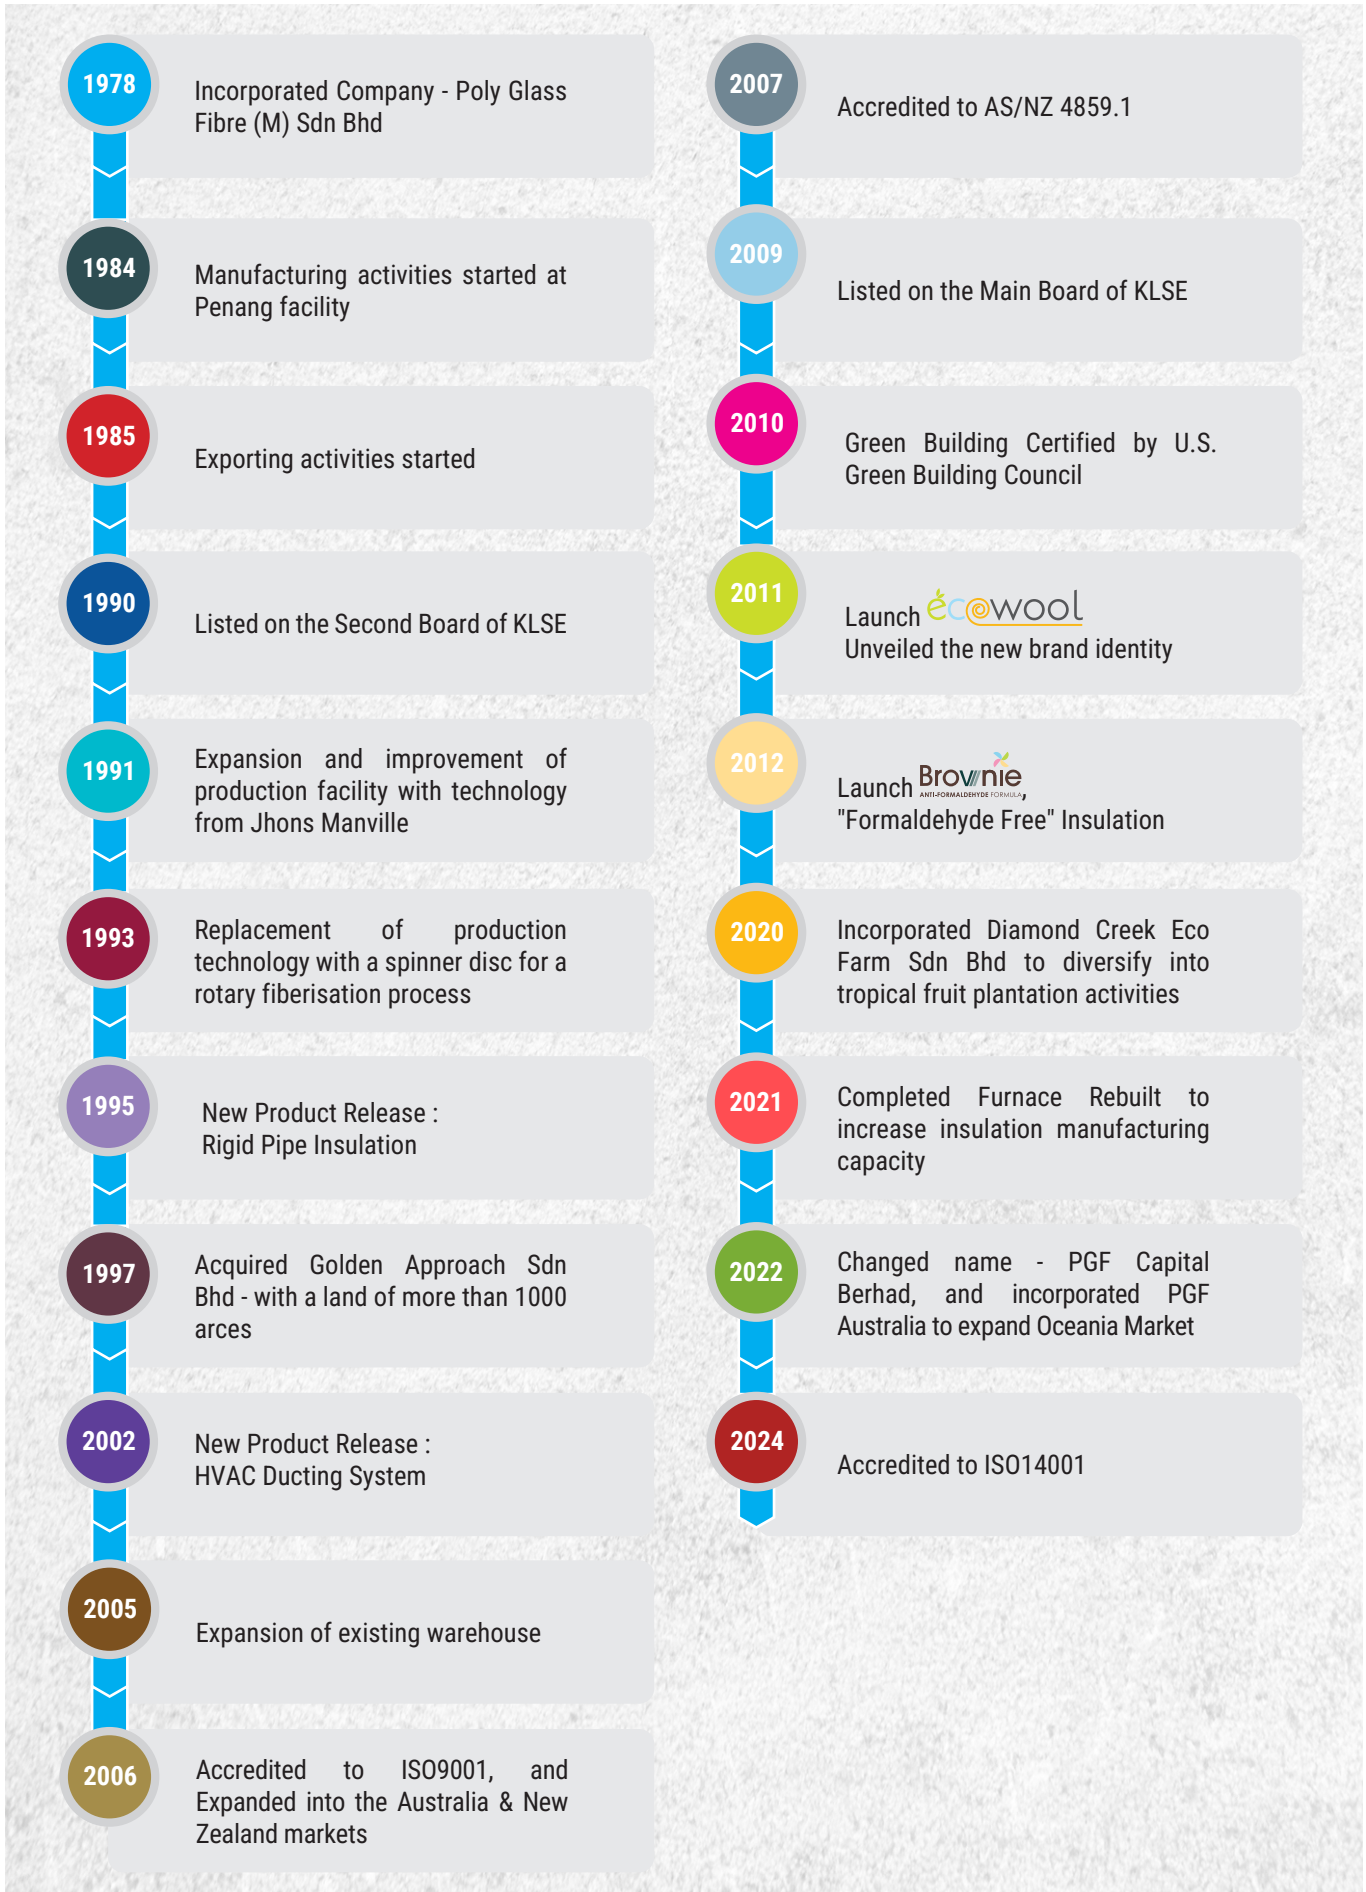 1978
Incorporated Company - Poly Glass
Fibre (M) Sdn Bhd
1984
Manufacturing activities started at
Penang facility
1985
Exporting activities started
1990
Listed on the Second Board of KLSE
1991
Expansion and improvement of
production facility with technology
from Jhons Manville
1993
Replacement of production
technology with a spinner disc for a
rotary fiberisation process
1995
New Product Release :
Rigid Pipe Insulation
1997
Acquired Golden Approach Sdn
Bhd - with a land of more than 1000
arces
2002
New Product Release :
HVAC Ducting System
2005
Expansion of existing warehouse
2006
Accredited to ISO9001, and
Expanded into the Australia & New
Zealand markets
2007
Accredited to AS/NZ 4859.1
2009
Listed on the Main Board of KLSE
2010
Green Building Certified by U.S.
Green Building Council
2011
Launch ecowool
Unveiled the new brand identity
2012
Launch Brownie,
ANTI-FORMALDEHYDE FORMULA
"Formaldehyde Free" Insulation
2020
Incorporated Diamond Creek Eco
Farm Sdn Bhd to diversify into
tropical fruit plantation activities
2021
Completed Furnace Rebuilt to
increase insulation manufacturing
capacity
2022
Changed name - PGF Capital
Berhad, and incorporated PGF
Australia to expand Oceania Market
2024
Accredited to ISO14001